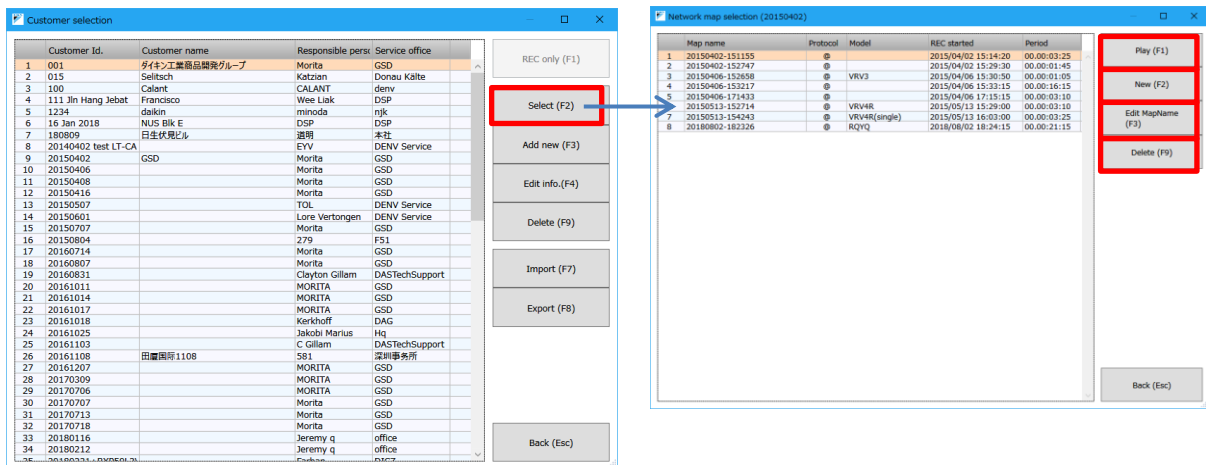 Customer selection
Customer Id. Customer name Responsible persc Service office
1 001 ダイキン工業商品開発グループ Morita GSD
2 015 Selitsch Katzian Donau Kälte
3 100 Calant CALANT denv
4 111 Jln Hang Jebat Francisco Wee Liak DSP
5 1234 daikin minoda njk
6 16 Jan 2018 NUS Blk E DSP DSP
7 180809 日生伏見ビル 道明 本社
8 20140402 test LT-CA EYV DENV Service
9 20150402 GSD Morita GSD
10 20150406 Morita GSD
11 20150408 Morita GSD
12 20150416 Morita GSD
13 20150507 TOL DENV Service
14 20150601 Lore Vertongen DENV Service
15 20150707 Morita GSD
16 20150804 279 F51
17 20160714 Morita GSD
18 20160807 Morita GSD
19 20160831 Clayton Gillam DASTechSupport
20 20161011 MORITA GSD
21 20161014 MORITA GSD
22 20161017 MORITA GSD
23 20161018 Kerkhoff DAG
24 20161025 Jakobi Marius Hq
25 20161103 C Gillam DASTechSupport
26 20161108 田厦国际1108 581 深圳事务所
27 20161207 MORITA GSD
28 20170309 MORITA GSD
29 20170706 MORITA GSD
30 20170707 Morita GSD
31 20170713 Morita GSD
32 20170718 Morita GSD
33 20180116 Jeremy q office
34 20180212 Jeremy q office
REC only (F1)
Select (F2)
Add new (F3)
Edit info.(F4)
Delete (F9)
Import (F7)
Export (F8)
Back (Esc)
Network map selection (20150402)
Map name Protocol Model REC started Period
1 20150402-151155 @ 2015/04/02 15:14:20 00.00:03:25
2 20150402-152747 @ 2015/04/02 15:29:30 00.00:01:45
3 20150406-152658 @ VRV3 2015/04/06 15:30:50 00.00:01:05
4 20150406-153217 @ 2015/04/06 15:33:15 00.00:16:15
5 20150406-171433 @ 2015/04/06 17:15:15 00.00:03:10
20150513-152714 @ VRV4R 2015/05/13 15:29:00 00.00:03:10
7 20150513-154243 @ VRV4R(single) 2015/05/13 16:03:00 00.00:03:25
8 20180802-182326 @ RQYQ 2018/08/02 18:24:15 00.00:21:15
Play (F1)
New (F2)
Edit MapName
(F3)
Delete (F9)
Back (Esc)